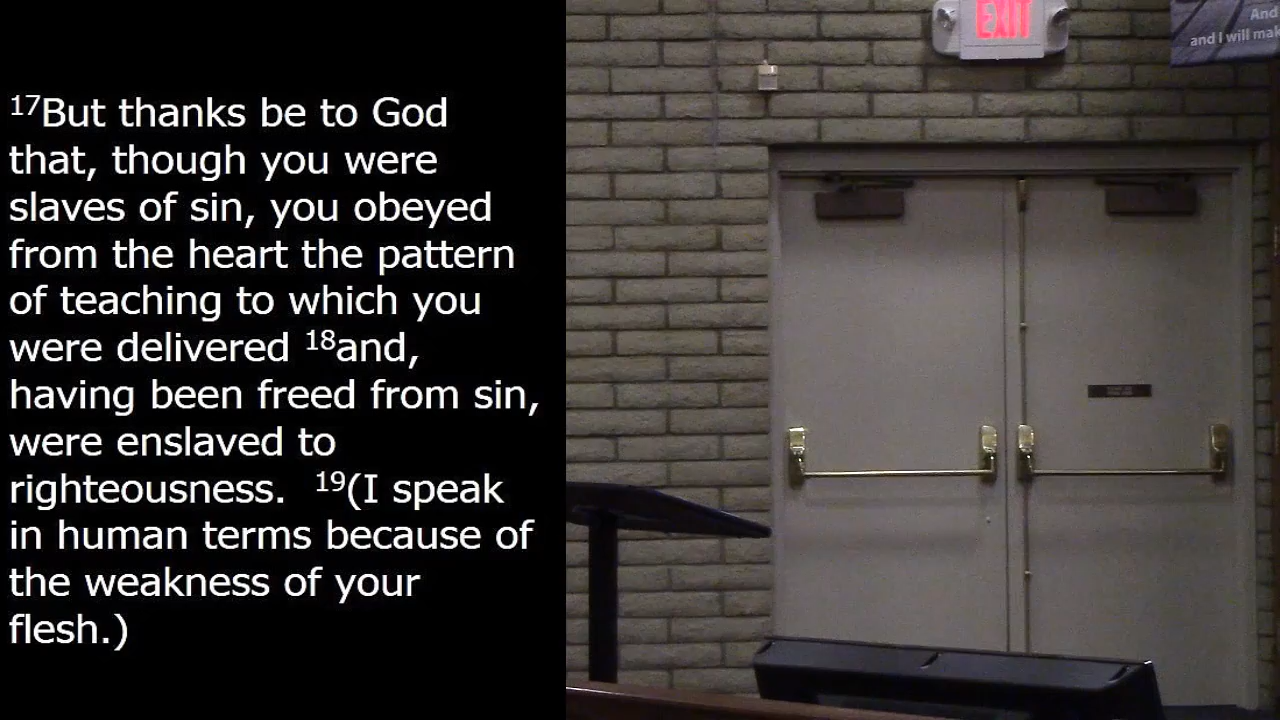 ¹⁷But thanks be to God
that, though you were
slaves of sin, you obeyed
from the heart the pattern
of teaching to which you
were delivered ¹⁸and,
having been freed from sin,
were enslaved to
righteousness. ¹⁹(I speak
in human terms because of
the weakness of your
flesh.)
EXIT
And
and I will mak